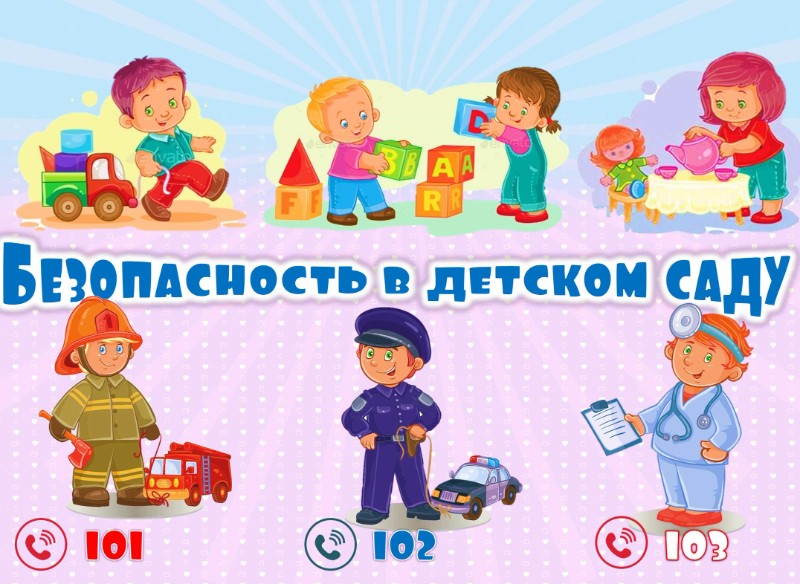 D
B B A A
F F R R
Безопасность в детском саду
101 102 103